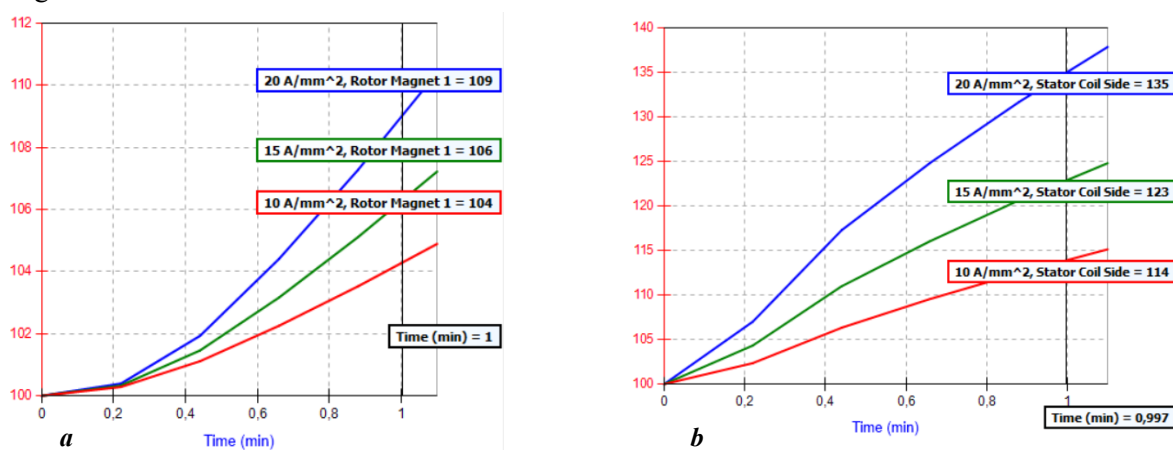 112
110
108
106
104
102
100
20 A/mm^2, Rotor Magnet 1 = 109
15 A/mm^2, Rotor Magnet 1 = 106
10 A/mm^2, Rotor Magnet 1 = 104
Time (min) = 1
0 0,2 0,4 0,6 0,8 1
Time (min)
a
140
135
130
125
120
115
110
105
100
20 A/mm^2, Stator Coil Side = 135
15 A/mm^2, Stator Coil Side = 123
10 A/mm^2, Stator Coil Side = 114
0 0,2 0,4 0,6 0,8 1
Time (min) = 0,997
Time (min)
b